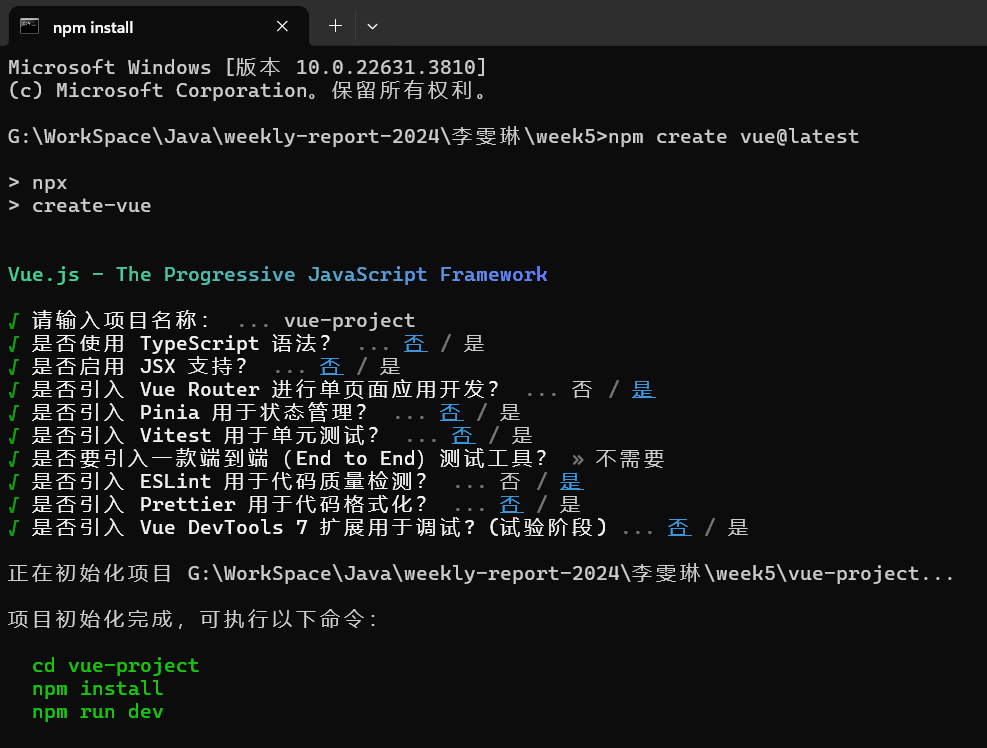 npm install
Microsoft Windows [版本 10.0.22631.3810]
(c) Microsoft Corporation。保留所有权利。
G:\WorkSpace\Java\weekly-report-2024\李雯琳\week5>npm create vue@latest
> npx
> create-vue
Vue.js - The Progressive JavaScript Framework
√ 请输入项目名称： ... vue-project
√ 是否使用 TypeScript 语法？ ... 否 / 是
√ 是否启用 JSX 支持？ ... 否 / 是
√ 是否引入 Vue Router 进行单页面应用开发？ ... 否 / 是
√ 是否引入 Pinia 用于状态管理？ ... 否 / 是
√ 是否引入 Vitest 用于单元测试？ ... 否 / 是
√ 是否要引入一款端到端（End to End）测试工具？ » 不需要
√ 是否引入 ESLint 用于代码质量检测？ ... 否 / 是
√ 是否引入 Prettier 用于代码格式化？ ... 否 / 是
√ 是否引入 Vue DevTools 7 扩展用于调试? (试验阶段) ... 否 / 是
正在初始化项目 G:\WorkSpace\Java\weekly-report-2024\李雯琳\week5\vue-project...
项目初始化完成，可执行以下命令：
cd vue-project
npm install
npm run dev